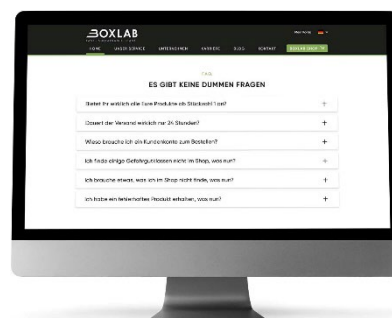 BOXLAB
HOME UNSER SERVICE UNTERNEHMEN KARRIERE BLOG KONTAKT BOXLAB SHOP
FAQ
ES GIBT KEINE DUMMEN FRAGEN
Bietet Ihr wirklich alle Eure Produkte ab Stückzahl 1 an?
Dauert der Versand wirklich nur 24 Stunden?
Wieso brauche ich ein Kundenkonto zum Bestellen?
Ich finde einige Gefahrgutklassen nicht im Shop, was nun?
Ich brauche etwas, was ich im Shop nicht finde, was nun?
Ich habe ein fehlerhaftes Produkt erhalten, was nun?